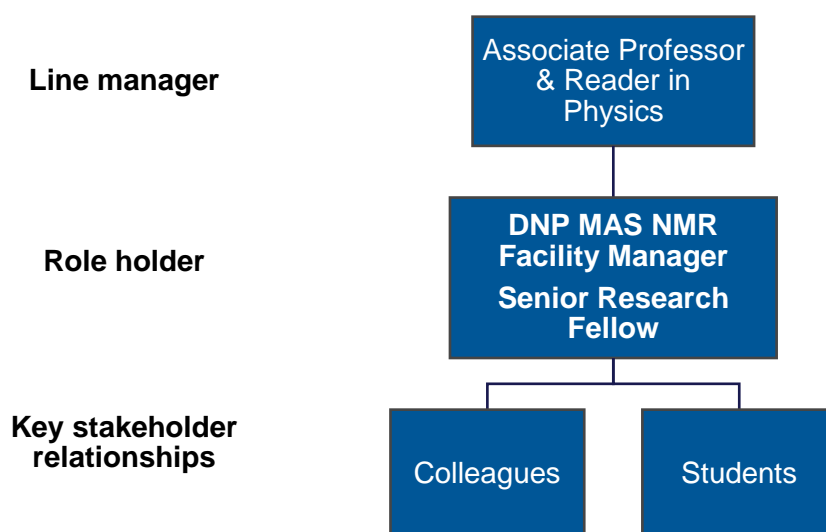 Line manager
Associate Professor
& Reader in
Physics
Role holder
DNP MAS NMR
Facility Manager
Senior Research
Fellow
Key stakeholder
relationships
Colleagues
Students